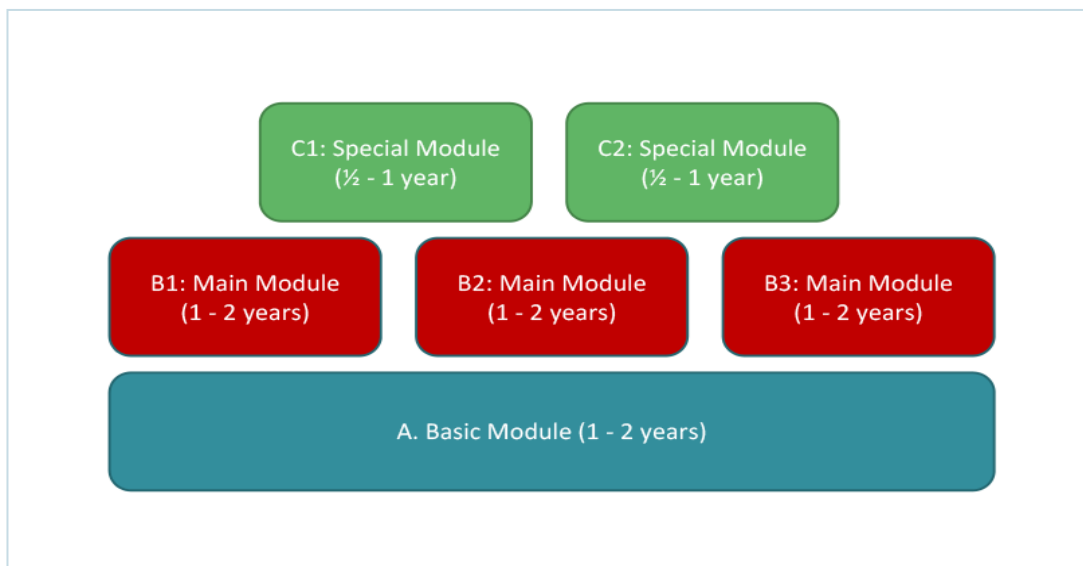 C1: Special Module
(½ - 1 year)
C2: Special Module
(½ - 1 year)
B1: Main Module
(1 - 2 years)
B2: Main Module
(1 - 2 years)
B3: Main Module
(1 - 2 years)
A. Basic Module (1 - 2 years)